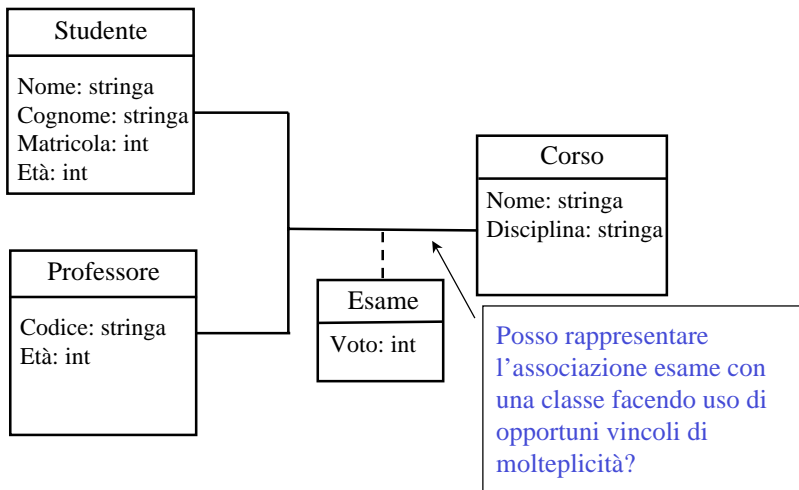 Studente
Nome: stringa
Cognome: stringa
Matricola: int
Età: int
Corso
Nome: stringa
Disciplina: stringa
Professore
Codice: stringa
Età: int
Esame
Voto: int
Posso rappresentare
l’associazione esame con
una classe facendo uso di
opportuni vincoli di
molteplicità?